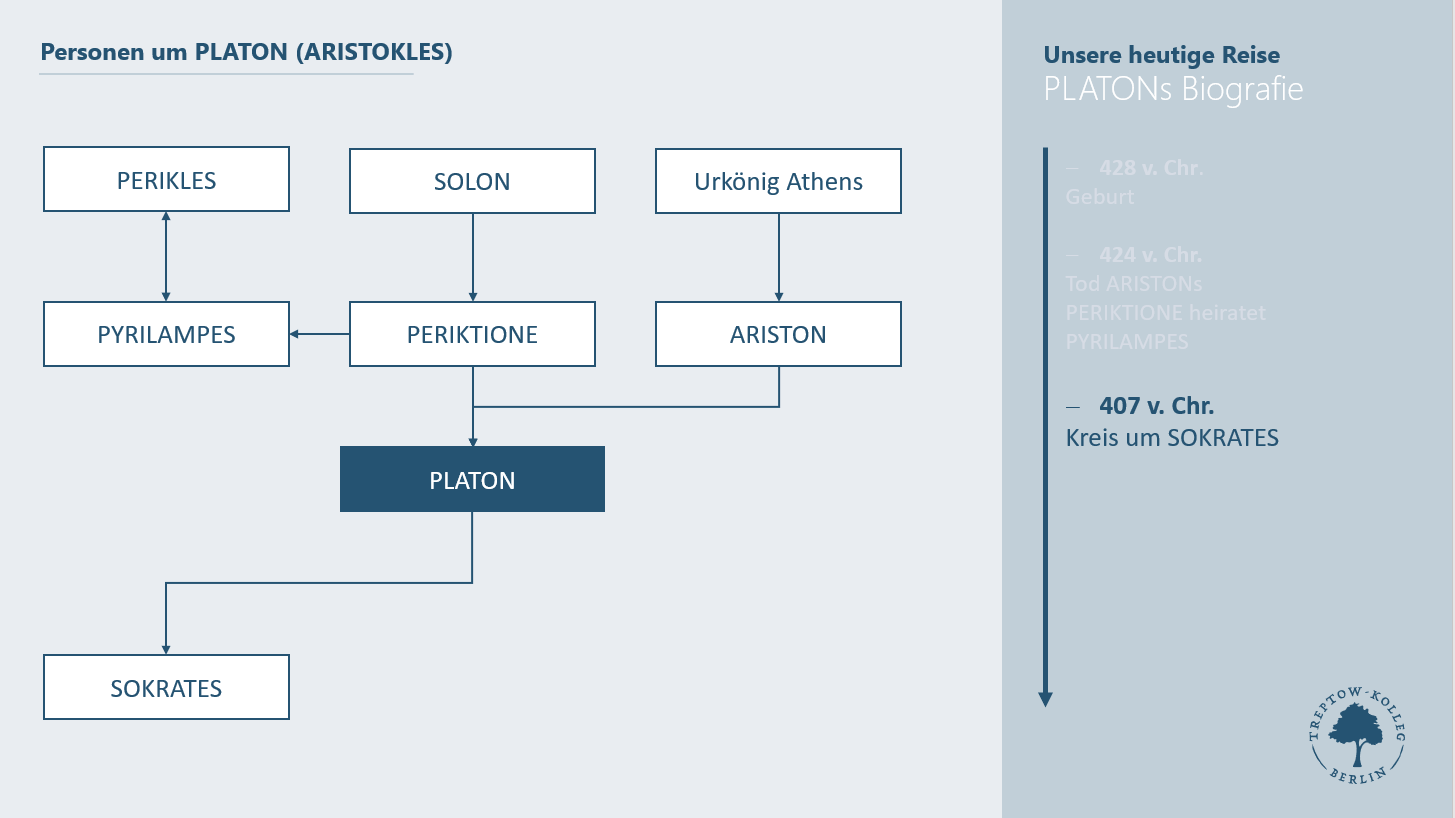 Personen um PLATON (ARISTOKLES)
PERIKLES
SOLON
Urkönig Athens
PYRILAMPES
PERIKTIONE
ARISTON
PLATON
SOKRATES
Unsere heutige Reise
PLATONs Biografie
– 428 v. Chr.
Geburt
– 424 v. Chr.
Tod ARISTONs
PERIKTIONE heiratet
PYRILAMPES
– 407 v. Chr.
Kreis um SOKRATES
TREPTOW-KOLLEG
BERLIN